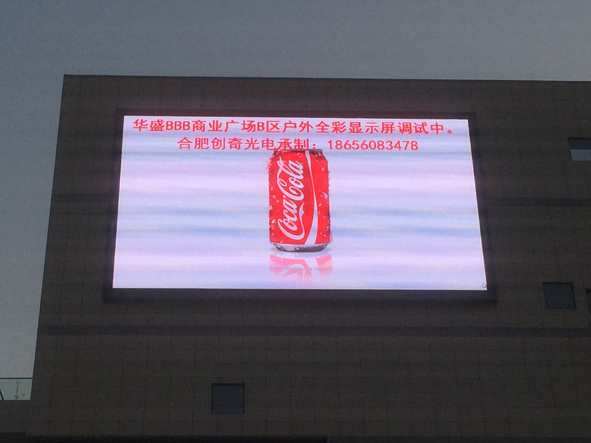 华盛BBB商业广场B区户外全彩显示屏调试中。
合肥创奇光电承制：18656083478
Coca-Cola